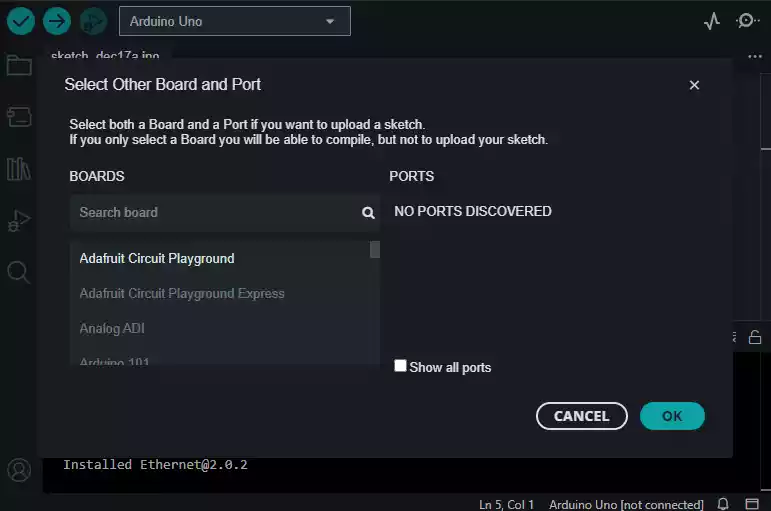 Arduino Uno
sketch_dec17a.ino
Select Other Board and Port
Select both a Board and a Port if you want to upload a sketch.
If you only select a Board you will be able to compile, but not to upload your sketch.
BOARDS
PORTS
Search board
NO PORTS DISCOVERED
Adafruit Circuit Playground
Adafruit Circuit Playground Express
Analog ADI
Arduino 101
Show all ports
CANCEL
OK
Installed Ethernet@2.0.2
Ln 5, Col 1
Arduino Uno [not connected]